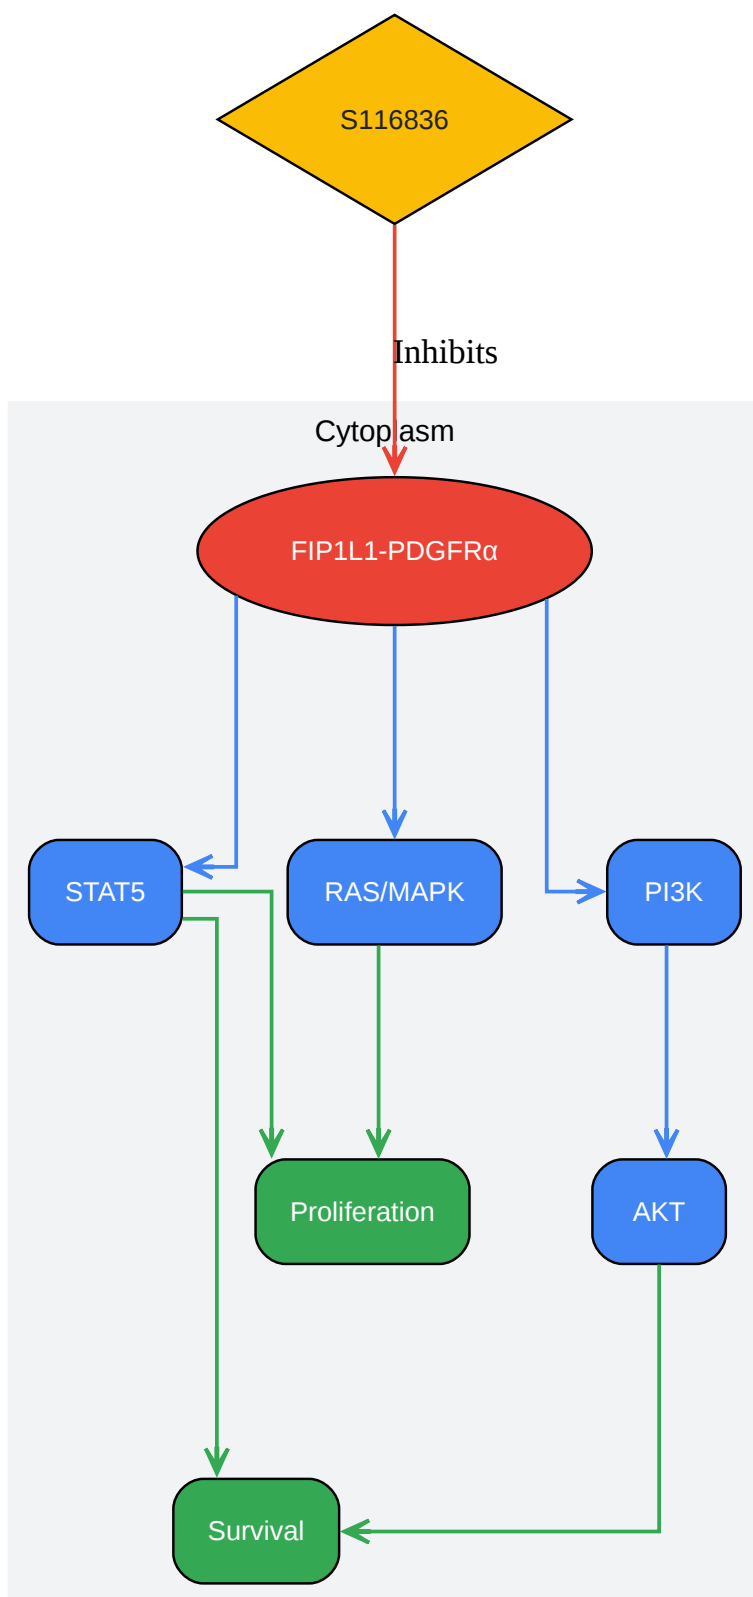 S116836
Inhibits
Cytoplasm
FIP1L1-PDGFRα
STAT5
RAS/MAPK
PI3K
Proliferation
AKT
Survival